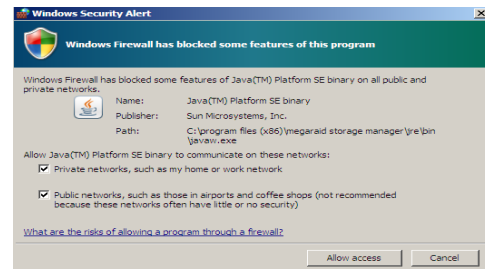 Windows Security Alert
Windows Firewall has blocked some features of this program
Windows Firewall has blocked some features of Java(TM) Platform SE binary on all public and
private networks.
Name: Java(TM) Platform SE binary
Publisher: Sun Microsystems, Inc.
Path: C:\program files (x86)\megaraid storage manager\jre\bin
\javaw.exe
Allow Java(TM) Platform SE binary to communicate on these networks:
Private networks, such as my home or work network
Public networks, such as those in airports and coffee shops (not recommended
because these networks often have little or no security)
What are the risks of allowing a program through a firewall?
Allow access Cancel